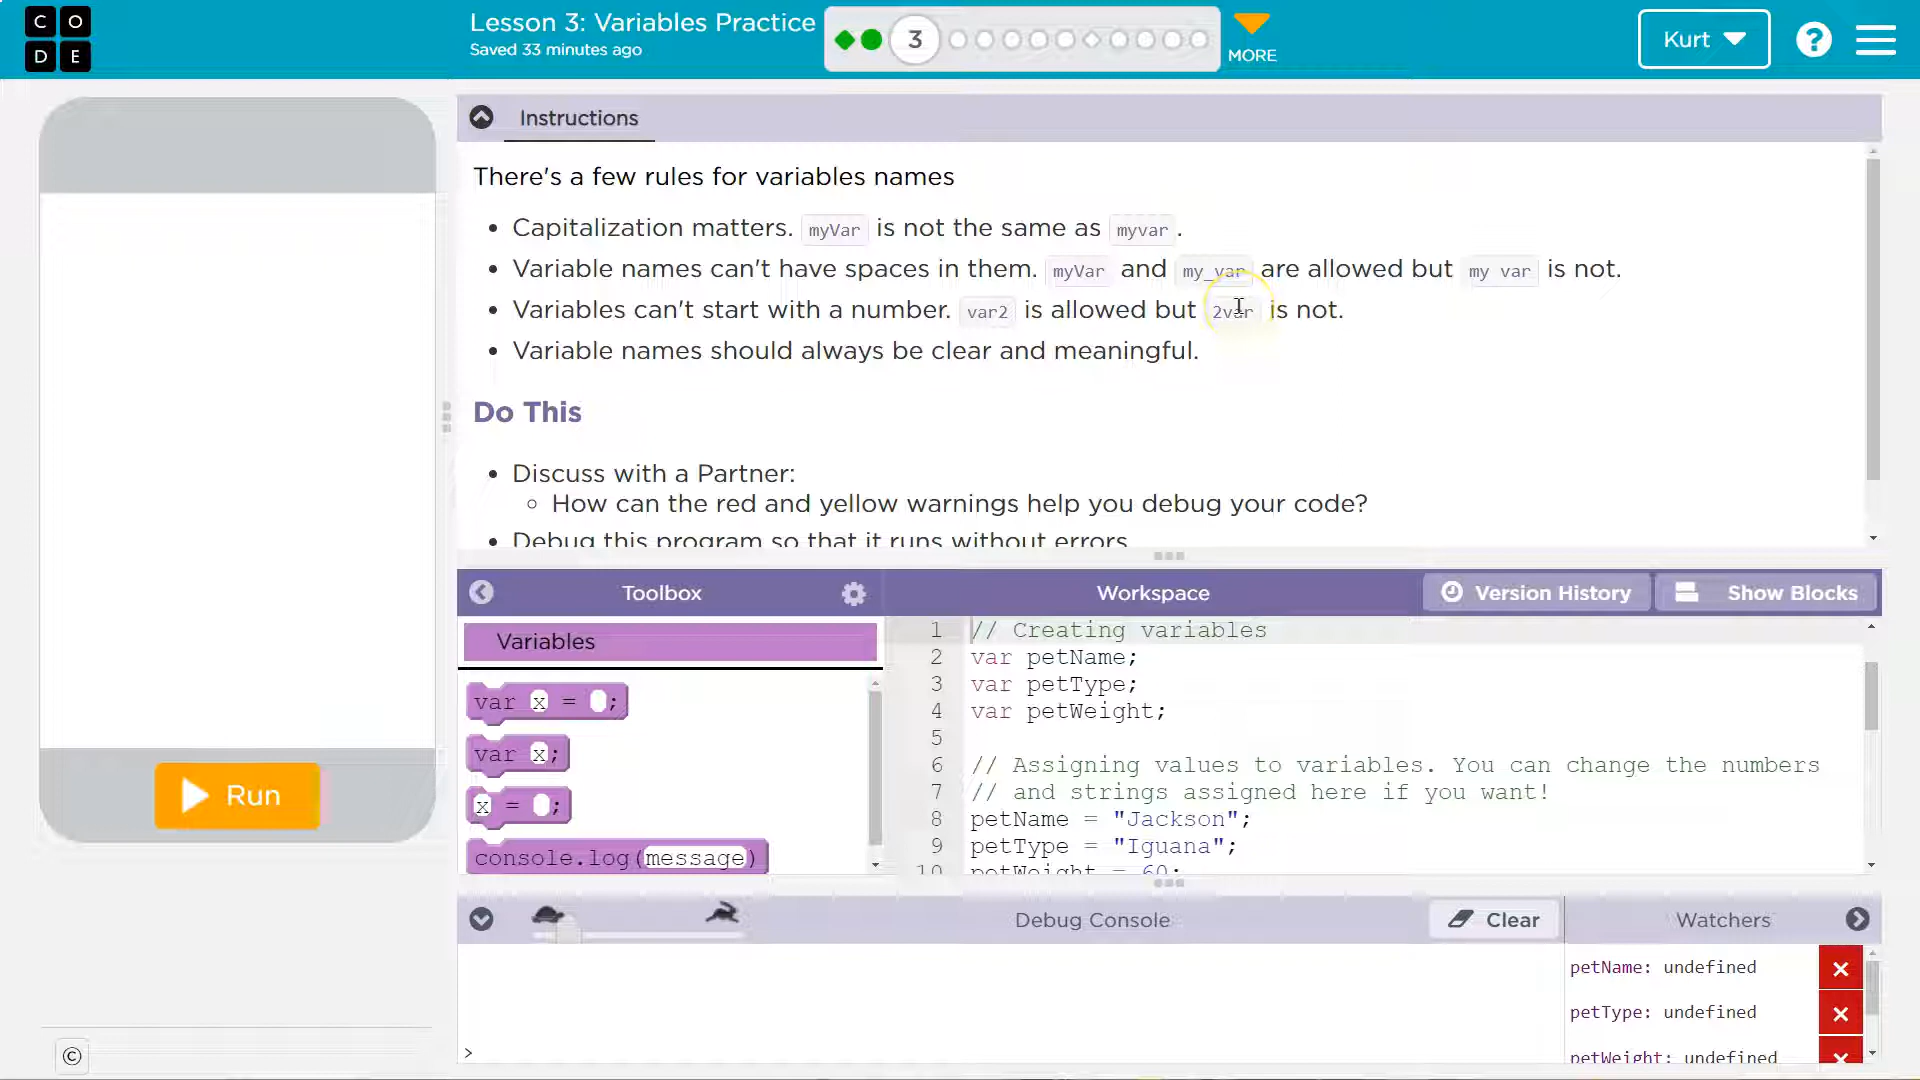 C O
D E
Lesson 3: Variables Practice
Saved 33 minutes ago
3
MORE
Kurt
?
Instructions
There's a few rules for variables names
Capitalization matters. myVar is not the same as myvar.
Variable names can't have spaces in them. myVar and my_var are allowed but my var is not.
Variables can't start with a number. var2 is allowed but 2var is not.
Variable names should always be clear and meaningful.
Do This
Discuss with a Partner:
How can the red and yellow warnings help you debug your code?
Debug this program so that it runs without errors
Toolbox
Workspace
Version History
Show Blocks
Variables
var x = ;
var x;
x = ;
console.log(message)
1 // Creating variables
2 var petName;
3 var petType;
4 var petWeight;
5
6 // Assigning values to variables. You can change the numbers
7 // and strings assigned here if you want!
8 petName = "Jackson";
9 petType = "Iguana";
10 petWeight = 60;
Run
Debug Console
Clear
Watchers
petName: undefined
petType: undefined
petWeight: undefined
>
©